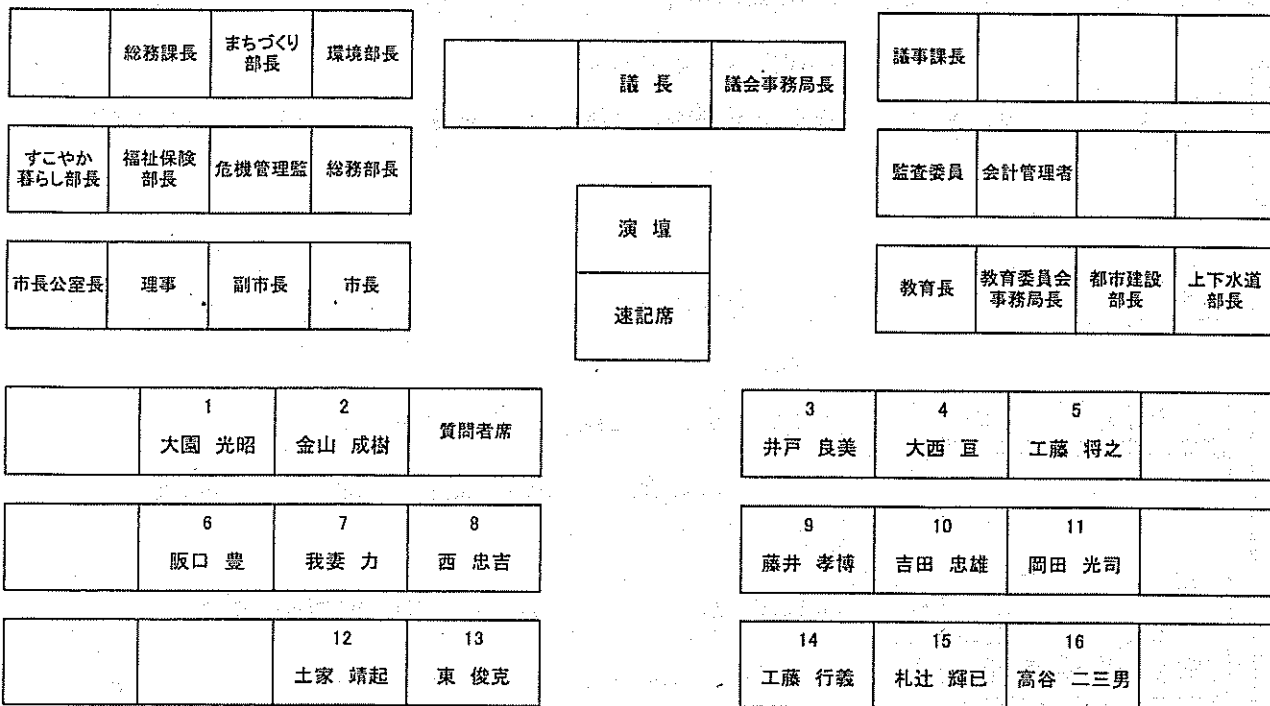 総務課長
まちづくり
部長
環境部長
議 長
議会事務局長
議事課長
すこやか
暮らし部長
福祉保険
部長
危機管理監
総務部長
監査委員
会計管理者
演 壇
速記席
市長公室長
理事
副市長
市長
教育長
教育委員会
事務局長
都市建設
部長
上下水道
部長
1
大園 光昭
2
金山 成樹
質問者席
3
井戸 良美
4
大西 亘
5
工藤 将之
6
阪口 豊
7
我妻 力
8
西 忠吉
9
藤井 孝博
10
吉田 忠雄
11
岡田 光司
12
土家 靖起
13
東 俊克
14
工藤 行義
15
札辻 輝已
16
高谷 二三男